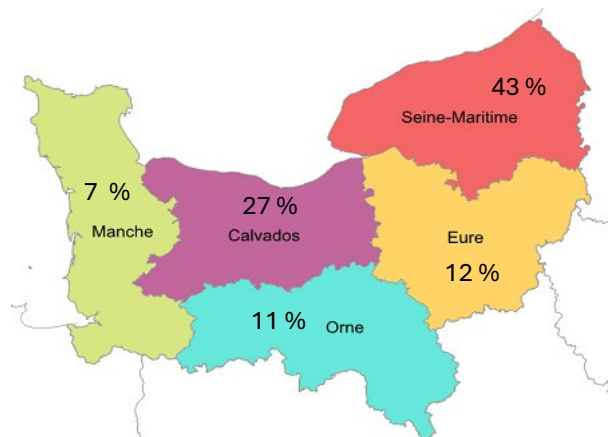 43 %
Seine-Maritime
7 %
Manche
27 %
Calvados
Eure
12 %
11 %
Orne